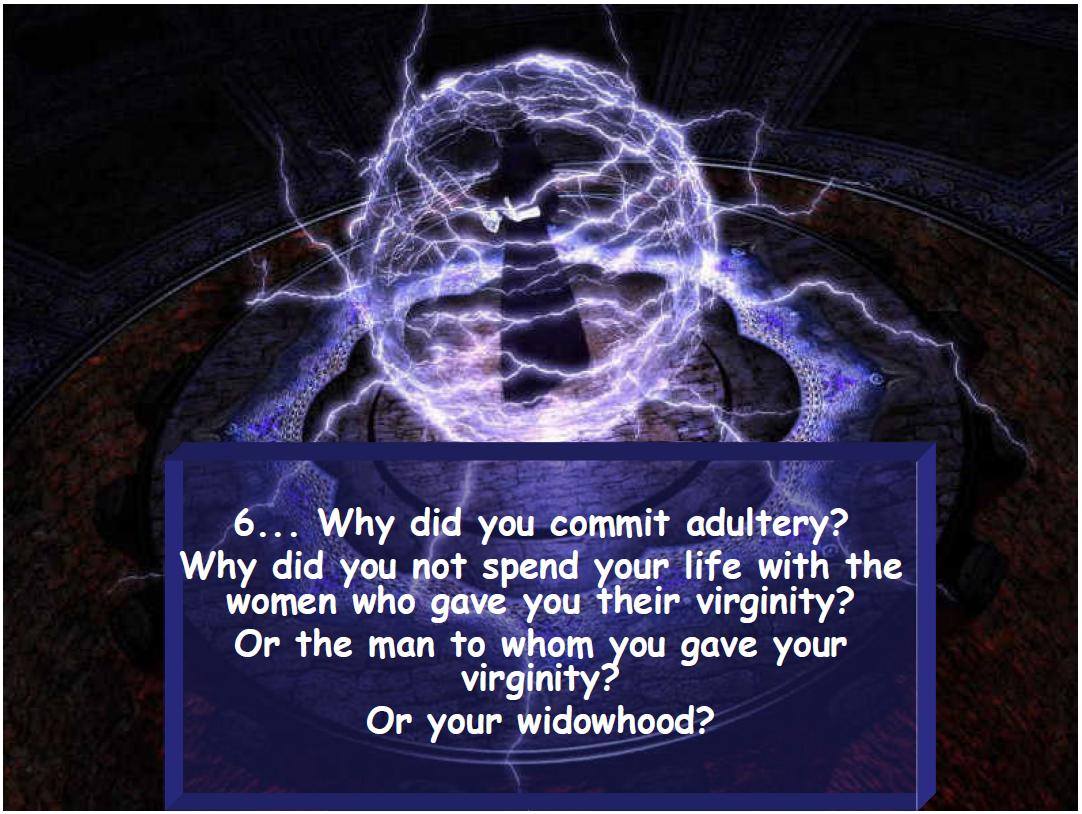 6... Why did you commit adultery?
Why did you not spend your life with the
women who gave you their virginity?
Or the man to whom you gave your
virginity?
Or your widowhood?